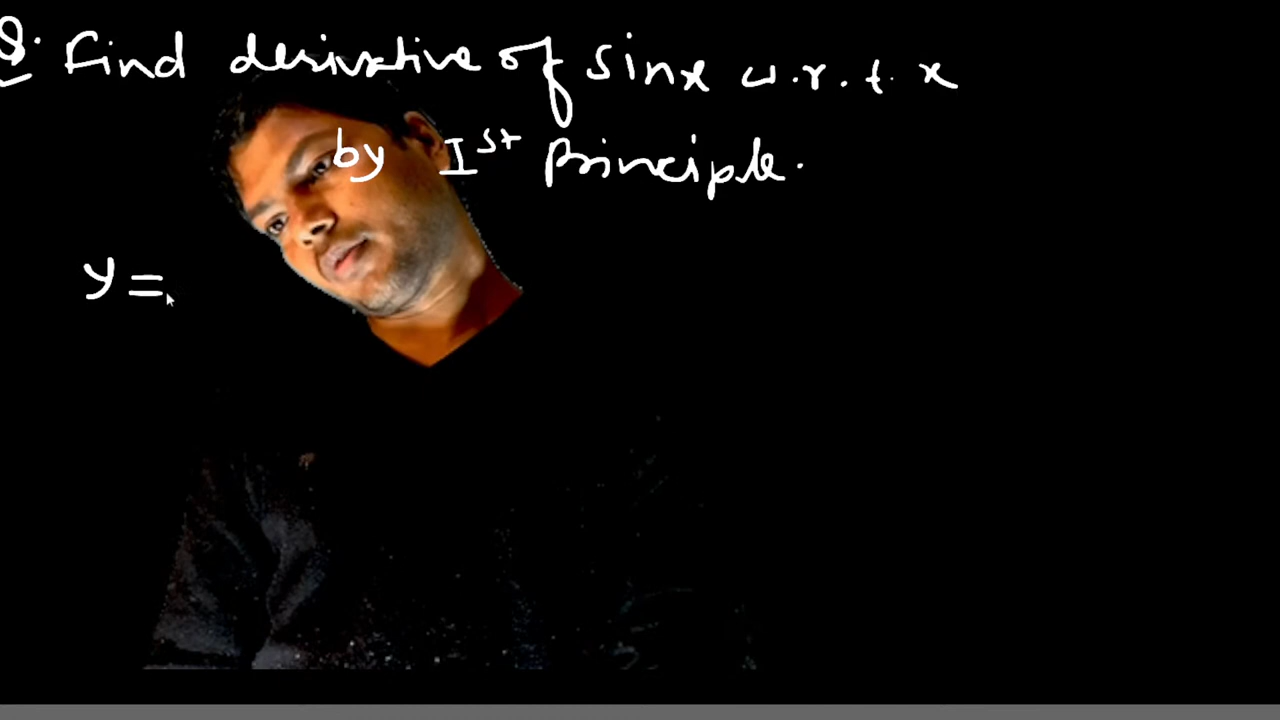 Q. Find derivative of sinx w.r.t. x
by Ist Principle.
y=